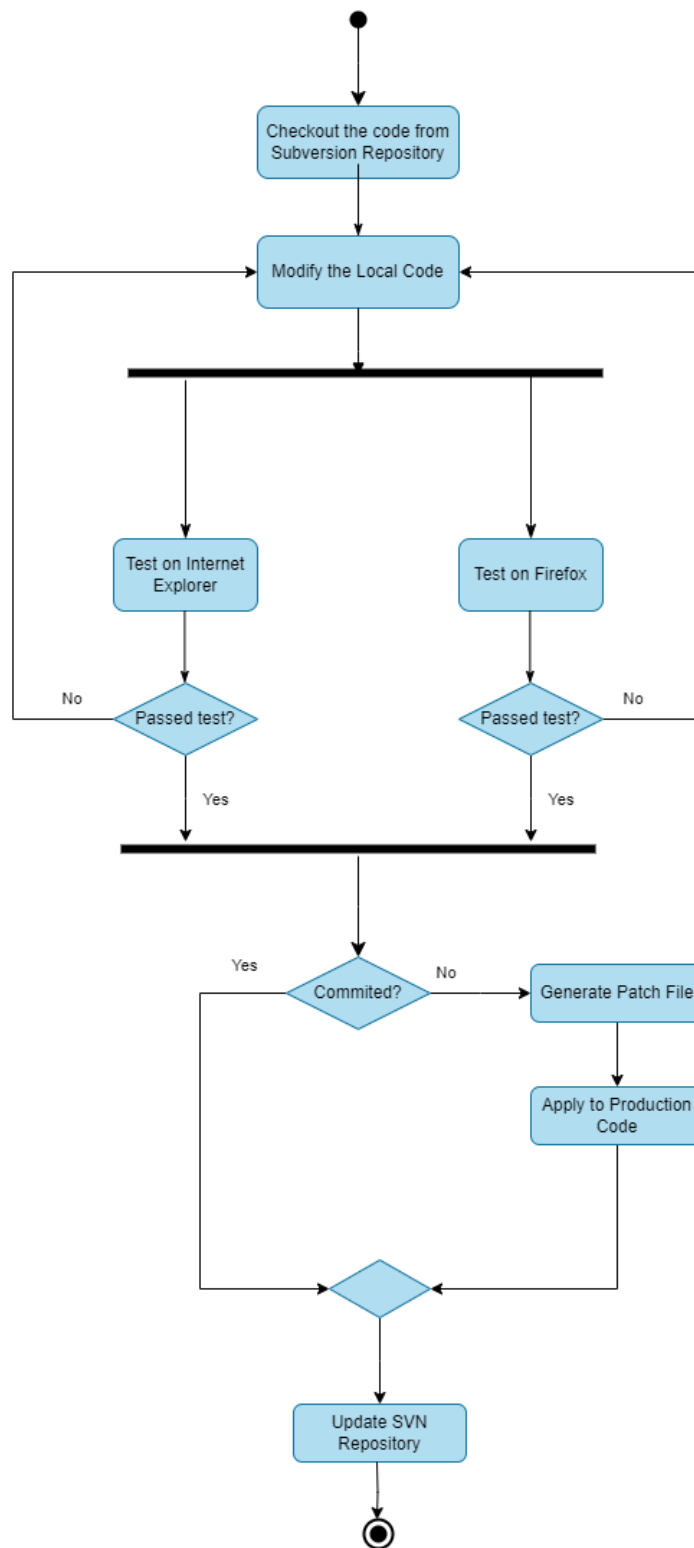 Checkout the code from
Subversion Repository
Modify the Local Code
Test on Internet
Explorer
Test on Firefox
No
Passed test?
Passed test?
No
Yes
Yes
Yes
Commited?
No
Generate Patch File
Apply to Production
Code
Update SVN
Repository